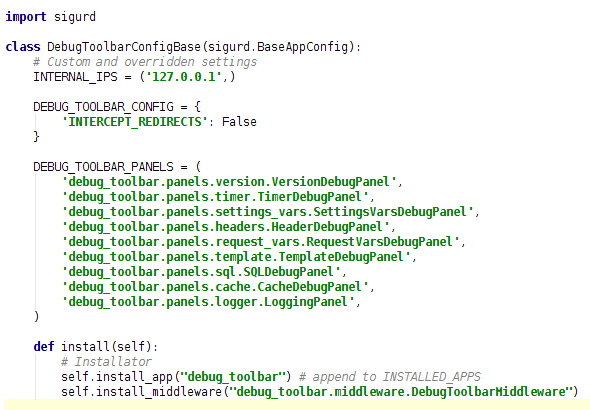 import sigurd

class DebugToolbarConfigBase(sigurd.BaseAppConfig):
    # Custom and overridden settings
    INTERNAL_IPS = ('127.0.0.1',)

    DEBUG_TOOLBAR_CONFIG = {
        'INTERCEPT_REDIRECTS': False
    }

    DEBUG_TOOLBAR_PANELS = (
        'debug_toolbar.panels.version.VersionDebugPanel',
        'debug_toolbar.panels.timer.TimerDebugPanel',
        'debug_toolbar.panels.settings_vars.SettingsVarsDebugPanel',
        'debug_toolbar.panels.headers.HeaderDebugPanel',
        'debug_toolbar.panels.request_vars.RequestVarsDebugPanel',
        'debug_toolbar.panels.template.TemplateDebugPanel',
        'debug_toolbar.panels.sql.SQLDebugPanel',
        'debug_toolbar.panels.cache.CacheDebugPanel',
        'debug_toolbar.panels.logger.LoggingPanel',
    )

    def install(self):
        # Installator
        self.install_app("debug_toolbar") # append to INSTALLED_APPS
        self.install_middleware("debug_toolbar.middleware.DebugToolbarMiddleware")